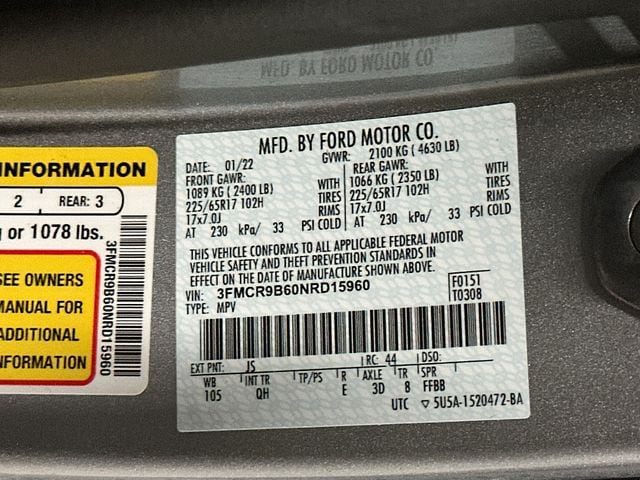 INFORMATION
2 REAR: 3
or 1078 lbs.
SEE OWNERS
MANUAL FOR
ADDITIONAL
INFORMATION
3FMCR9B60NRD15960
MFD. BY FORD MOTOR CO.
MFD. BY FORD MOTOR CO.
DATE: 01/22 GVWR: 2100 KG ( 4630 LB)
FRONT GAWR: REAR GAWR:
1089 KG ( 2400 LB) WITH 1066 KG ( 2350 LB) WITH
225/65R17 102H TIRES 225/65R17 102H TIRES
17x7.0J RIMS 17x7.0J RIMS
AT 230 kPa/ 33 PSI COLD AT 230 kPa/ 33 PSI COLD
THIS VEHICLE CONFORMS TO ALL APPLICABLE FEDERAL MOTOR
VEHICLE SAFETY AND THEFT PREVENTION STANDARDS IN
EFFECT ON THE DATE OF MANUFACTURE SHOWN ABOVE.
VIN: 3FMCR9B60NRD15960 F0151
TYPE: MPV T0308
EXT PNT: JS RC: 44 DSO:
WB INT TR TP/PS R AXLE TR SPR
105 QH E 3D 8 FFBB
UTC ▽ 5U5A-1520472-BA